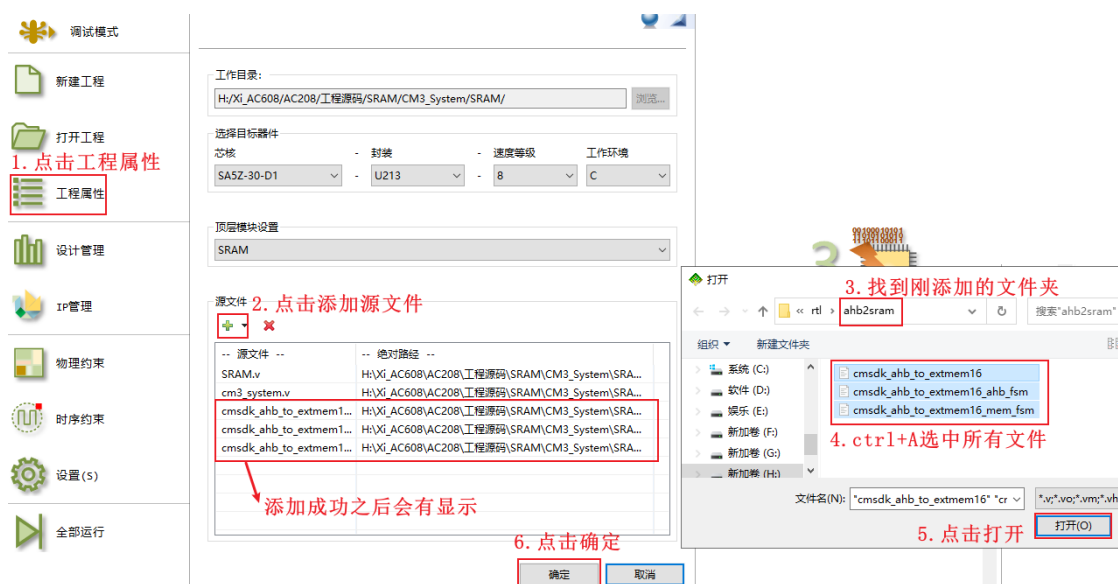 调试模式
新建工程
打开工程
1.点击工程属性
工程属性
设计管理
IP管理
物理约束
时序约束
设置(S)
全部运行
工作目录:
H:/Xi_AC608/AC208/工程源码/SRAM/CM3_System/SRAM/
浏览...
选择目标器件
芯核 - 封装 - 速度等级 工作环境
SA5Z-30-D1 - U213 - 8 C
顶层模块设置
SRAM
源文件
2.点击添加源文件
-- 源文件 -- -- 绝对路径 --
SRAM.v H:\Xi_AC608\AC208\工程源码\SRAM\CM3_System\SRA...
cm3_system.v H:\Xi_AC608\AC208\工程源码\SRAM\CM3_System\SRA...
cmsdk_ahb_to_extmem1... H:\Xi_AC608\AC208\工程源码\SRAM\CM3_System\SRA...
cmsdk_ahb_to_extmem1... H:\Xi_AC608\AC208\工程源码\SRAM\CM3_System\SRA...
cmsdk_ahb_to_extmem1... H:\Xi_AC608\AC208\工程源码\SRAM\CM3_System\SRA...
添加成功之后会有显示
6.点击确定
确定 取消
3
打开
3.找到刚添加的文件夹
« rtl › ahb2sram
搜索"ahb2sram"
组织 新建文件夹
系统 (C:)
软件 (D:)
娱乐 (E:)
新加卷 (F:)
新加卷 (G:)
新加卷 (H:)
cmsdk_ahb_to_extmem16
cmsdk_ahb_to_extmem16_ahb_fsm
cmsdk_ahb_to_extmem16_mem_fsm
4.ctrl+A选中所有文件
文件名(N): "cmsdk_ahb_to_extmem16" "cr *.v;*.vo;*.vm;*.vh
5.点击打开
打开(O)